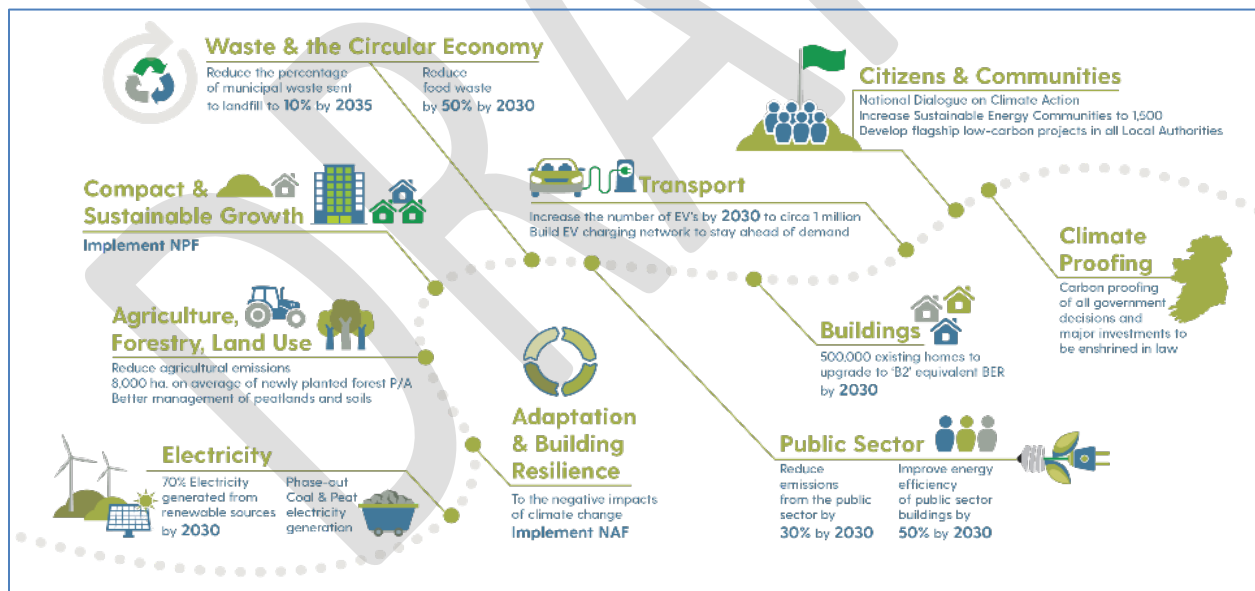 DRAFT
Waste & the Circular Economy
Reduce the percentage
of municipal waste sent
to landfill to 10% by 2035
Reduce
food waste
by 50% by 2030
Citizens & Communities
National Dialogue on Climate Action
Increase Sustainable Energy Communities to 1,500
Develop flagship low-carbon projects in all Local Authorities
Compact &
Sustainable Growth
Implement NPF
Transport
Increase the number of EV's by 2030 to circa 1 million
Build EV charging network to stay ahead of demand
Climate
Proofing
Carbon proofing
of all government
decisions and
major investments to
be enshrined in law
Agriculture,
Forestry, Land Use
Reduce agricultural emissions
8,000 ha. on average of newly planted forest P/A
Better management of peatlands and soils
Buildings
500,000 existing homes to
upgrade to 'B2' equivalent BER
by 2030
Adaptation
& Building
Resilience
To the negative impacts
of climate change
Implement NAF
Electricity
70% Electricity
generated from
renewable sources
by 2030
Phase-out
Coal & Peat
electricity
generation
Public Sector
Reduce
emissions
from the public
sector by
30% by 2030
Improve energy
efficiency
of public sector
buildings by
50% by 2030